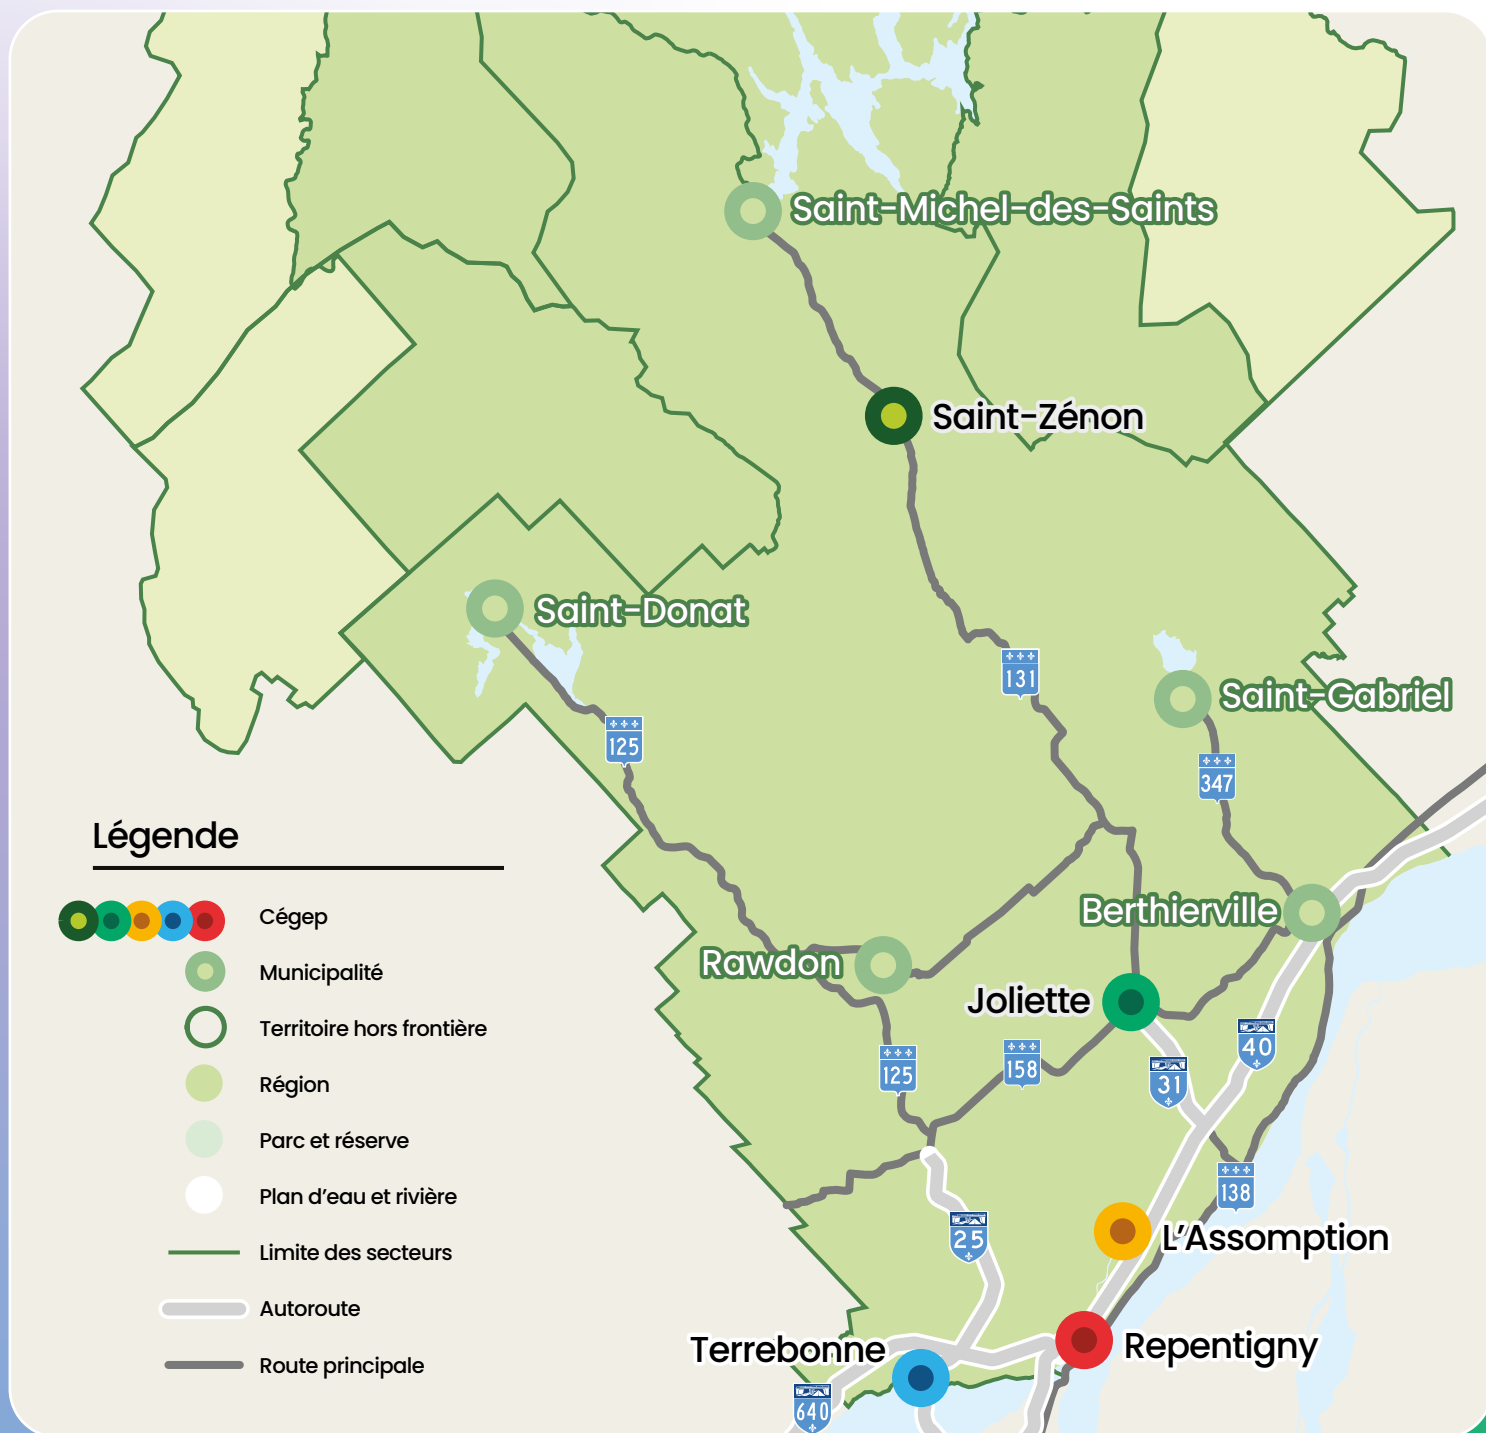 Saint-Michel-des-Saints
Saint-Zénon
Saint-Donat
131
Saint-Gabriel
125
347
Légende
Berthierville
Cégep
Rawdon
Municipalité
Joliette
Territoire hors frontière
40
125
158
31
Région
Parc et réserve
138
Plan d'eau et rivière
25
L'Assomption
Limite des secteurs
Autoroute
Terrebonne
Repentigny
Route principale
640